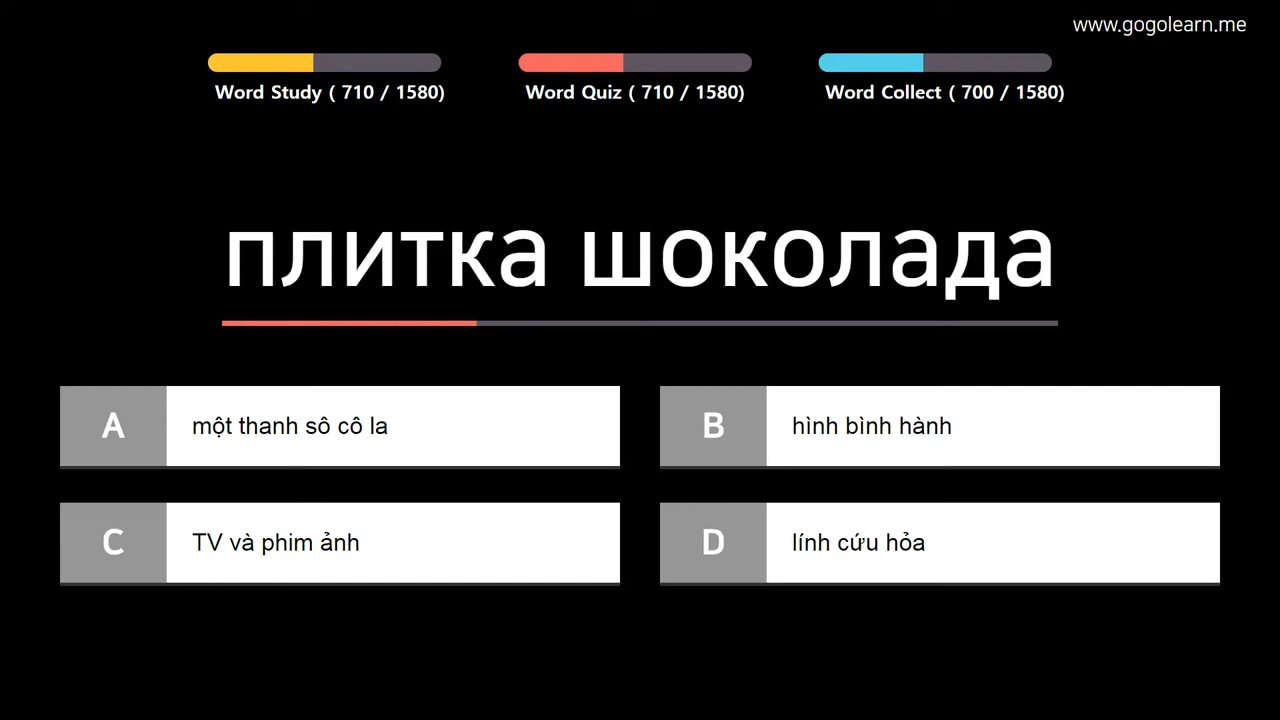 www.gogolearn.me
Word Study ( 710 / 1580)
Word Quiz ( 710 / 1580)
Word Collect ( 700 / 1580)
плитка шоколада
A
một thanh sô cô la
B
hình bình hành
C
TV và phim ảnh
D
lính cứu hỏa